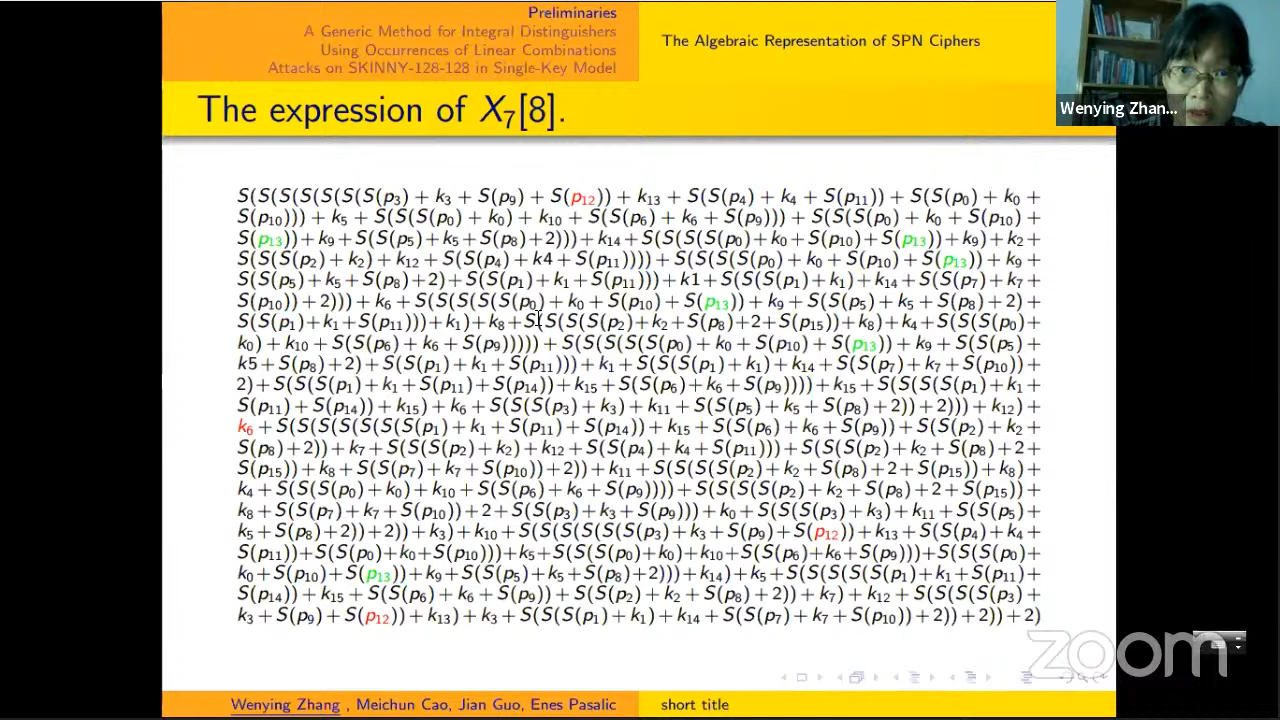 Preliminaries
A Generic Method for Integral Distinguishers
Using Occurrences of Linear Combinations
Attacks on SKINNY-128-128 in Single-Key Model
The Algebraic Representation of SPN Ciphers
Wenying Zhan...
The expression of X₇[8].
S(S(S(S(S(S(S(p₃) + k₃ + S(p₉) + S(p₁₂)) + k₁₃ + S(S(p₄) + k₄ + S(p₁₁)) + S(S(p₀) + k₀ +
S(p₁₀))) + k₅ + S(S(S(p₀) + k₀) + k₁₀ + S(S(p₆) + k₆ + S(p₉))) + S(S(S(p₀) + k₀ + S(p₁₀) +
S(p₁₃)) + k₉ + S(S(p₅) + k₅ + S(p₈) + 2))) + k₁₄ + S(S(S(S(p₀) + k₀ + S(p₁₀) + S(p₁₃)) + k₉) + k₂ +
S(S(S(p₂) + k₂) + k₁₂ + S(S(p₄) + k4 + S(p₁₁)))) + S(S(S(S(p₀) + k₀ + S(p₁₀) + S(p₁₃)) + k₉ +
S(S(p₅) + k₅ + S(p₈) + 2) + S(S(p₁) + k₁ + S(p₁₁))) + k1 + S(S(S(p₁) + k₁) + k₁₄ + S(S(p₇) + k₇ +
S(p₁₀)) + 2))) + k₆ + S(S(S(S(S(p₀) + k₀ + S(p₁₀) + S(p₁₃)) + k₉ + S(S(p₅) + k₅ + S(p₈) + 2) +
S(S(p₁) + k₁ + S(p₁₁))) + k₁) + k₈ + S(S(S(S(p₂) + k₂ + S(p₈) + 2 + S(p₁₅)) + k₈) + k₄ + S(S(S(p₀) +
k₀) + k₁₀ + S(S(p₆) + k₆ + S(p₉))))) + S(S(S(S(S(p₀) + k₀ + S(p₁₀) + S(p₁₃)) + k₉ + S(S(p₅) +
k5 + S(p₈) + 2) + S(S(p₁) + k₁ + S(p₁₁))) + k₁ + S(S(S(p₁) + k₁) + k₁₄ + S(S(p₇) + k₇ + S(p₁₀)) +
2) + S(S(S(p₁) + k₁ + S(p₁₁) + S(p₁₄)) + k₁₅ + S(S(p₆) + k₆ + S(p₉)))) + k₁₅ + S(S(S(S(p₁) + k₁ +
S(p₁₁) + S(p₁₄)) + k₁₅) + k₆ + S(S(S(p₃) + k₃) + k₁₁ + S(S(p₅) + k₅ + S(p₈) + 2)) + 2))) + k₁₂) +
k₆ + S(S(S(S(S(S(S(p₁) + k₁ + S(p₁₁) + S(p₁₄)) + k₁₅ + S(S(p₆) + k₆ + S(p₉)) + S(S(p₂) + k₂ +
S(p₈) + 2)) + k₇ + S(S(S(p₂) + k₂) + k₁₂ + S(S(p₄) + k₄ + S(p₁₁))) + S(S(S(p₂) + k₂ + S(p₈) + 2 +
S(p₁₅)) + k₈ + S(S(p₇) + k₇ + S(p₁₀)) + 2)) + k₁₁ + S(S(S(S(p₂) + k₂ + S(p₈) + 2 + S(p₁₅)) + k₈) +
k₄ + S(S(S(p₀) + k₀) + k₁₀ + S(S(p₆) + k₆ + S(p₉)))) + S(S(S(S(p₂) + k₂ + S(p₈) + 2 + S(p₁₅)) +
k₈ + S(S(p₇) + k₇ + S(p₁₀)) + 2 + S(S(p₃) + k₃ + S(p₉))) + k₀ + S(S(S(p₃) + k₃) + k₁₁ + S(S(p₅) +
k₅ + S(p₈) + 2)) + 2)) + k₃) + k₁₀ + S(S(S(S(S(p₃) + k₃ + S(p₉) + S(p₁₂)) + k₁₃ + S(S(p₄) + k₄ +
S(p₁₁)) + S(S(p₀) + k₀ + S(p₁₀))) + k₅ + S(S(S(p₀) + k₀) + k₁₀ + S(S(p₆) + k₆ + S(p₉))) + S(S(S(p₀) +
k₀ + S(p₁₀) + S(p₁₃)) + k₉ + S(S(p₅) + k₅ + S(p₈) + 2))) + k₁₄) + k₅ + S(S(S(S(S(p₁) + k₁ + S(p₁₁) +
S(p₁₄)) + k₁₅ + S(S(p₆) + k₆ + S(p₉)) + S(S(p₂) + k₂ + S(p₈) + 2)) + k₇) + k₁₂ + S(S(S(S(p₃) +
k₃ + S(p₉) + S(p₁₂)) + k₁₃) + k₃ + S(S(S(p₁) + k₁) + k₁₄ + S(S(p₇) + k₇ + S(p₁₀)) + 2)) + 2)) + 2)
zoom
Wenying Zhang , Meichun Cao, Jian Guo, Enes Pasalic
short title